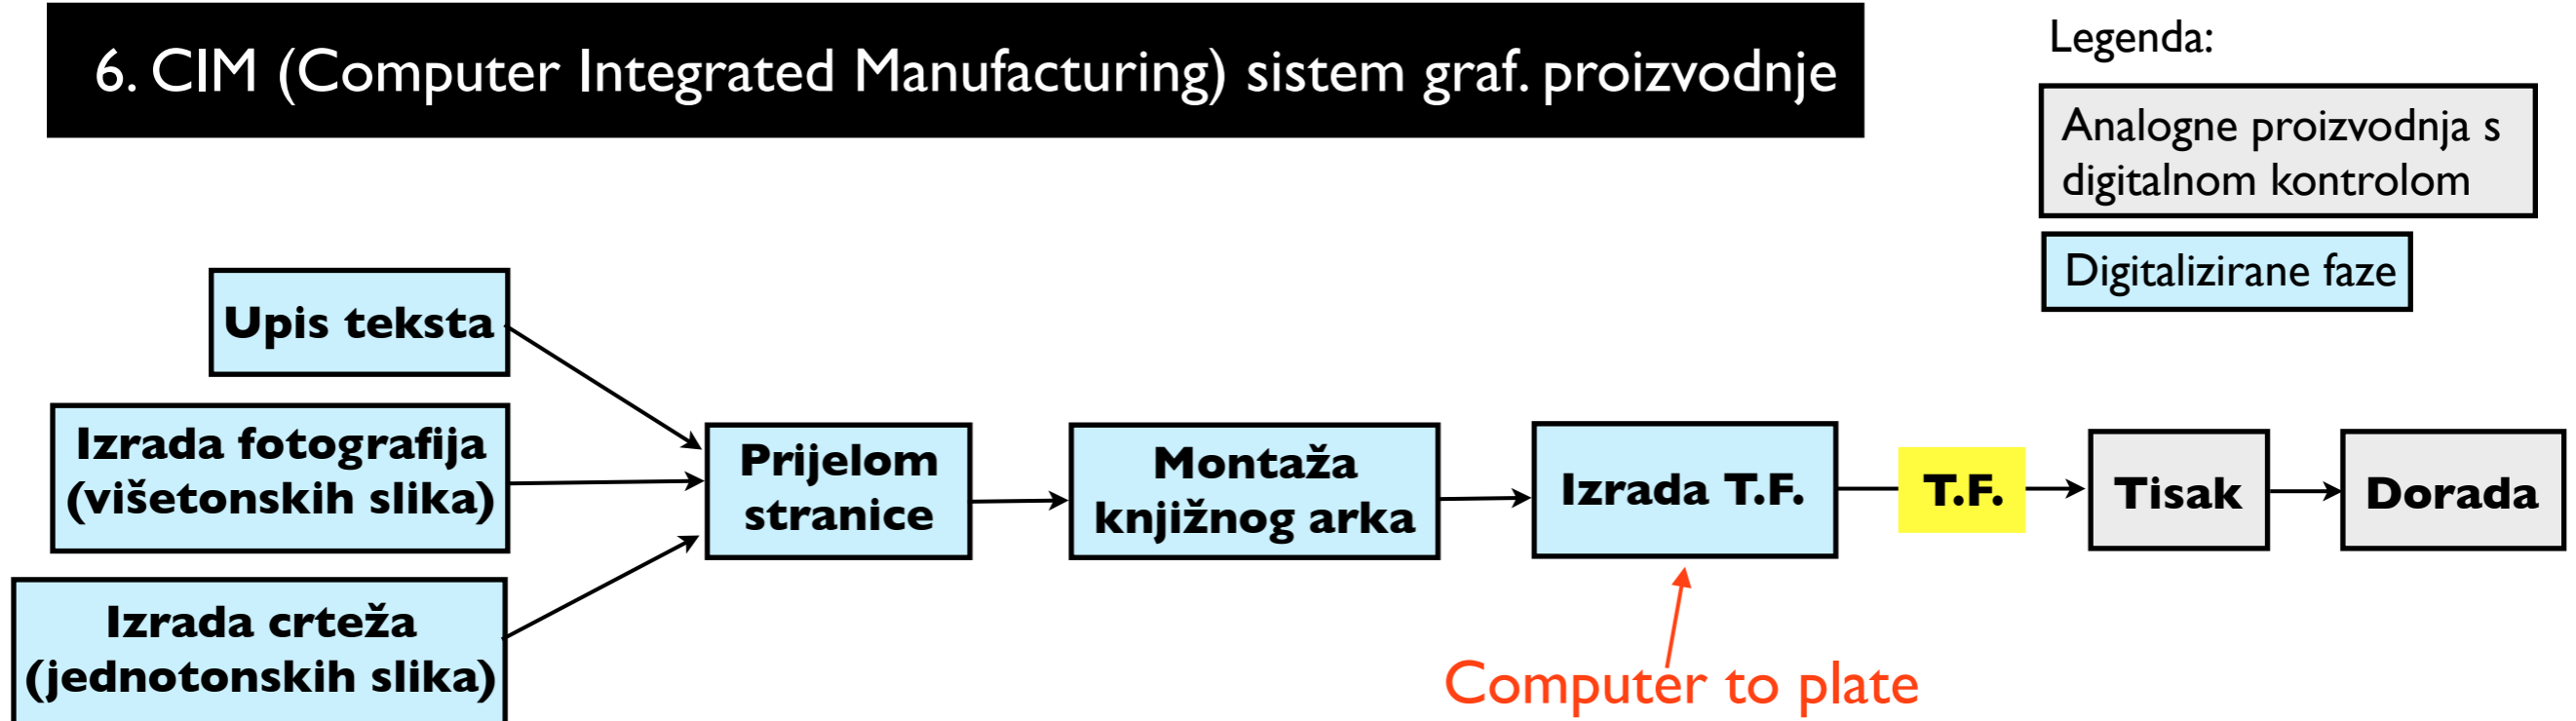 6. CIM (Computer Integrated Manufacturing) sistem graf. proizvodnje
Legenda:
Analogne proizvodnja s
digitalnom kontrolom
Digitalizirane faze
Upis teksta
Izrada fotografija
(višetonskih slika)
Izrada crteža
(jednotonskih slika)
Prijelom
stranice
Montaža
knjižnog arka
Izrada T.F.
T.F.
Tisak
Dorada
Computer to plate